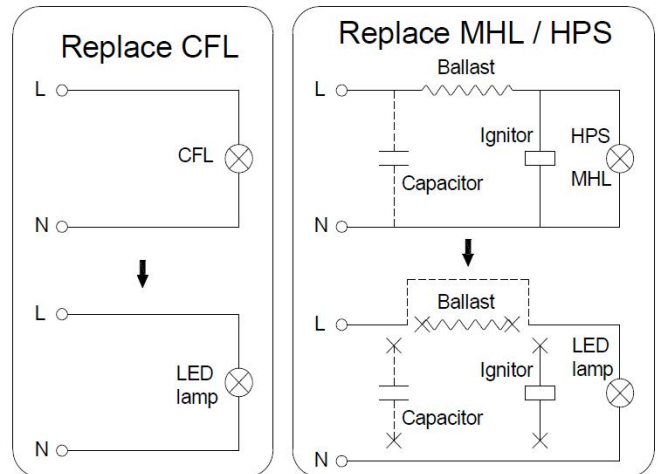 Replace CFL
L
CFL
N
L
LED
lamp
N
Replace MHL / HPS
Ballast
L
Ignitor
HPS
MHL
Capacitor
N
Ballast
L
Ignitor
LED
lamp
Capacitor
N